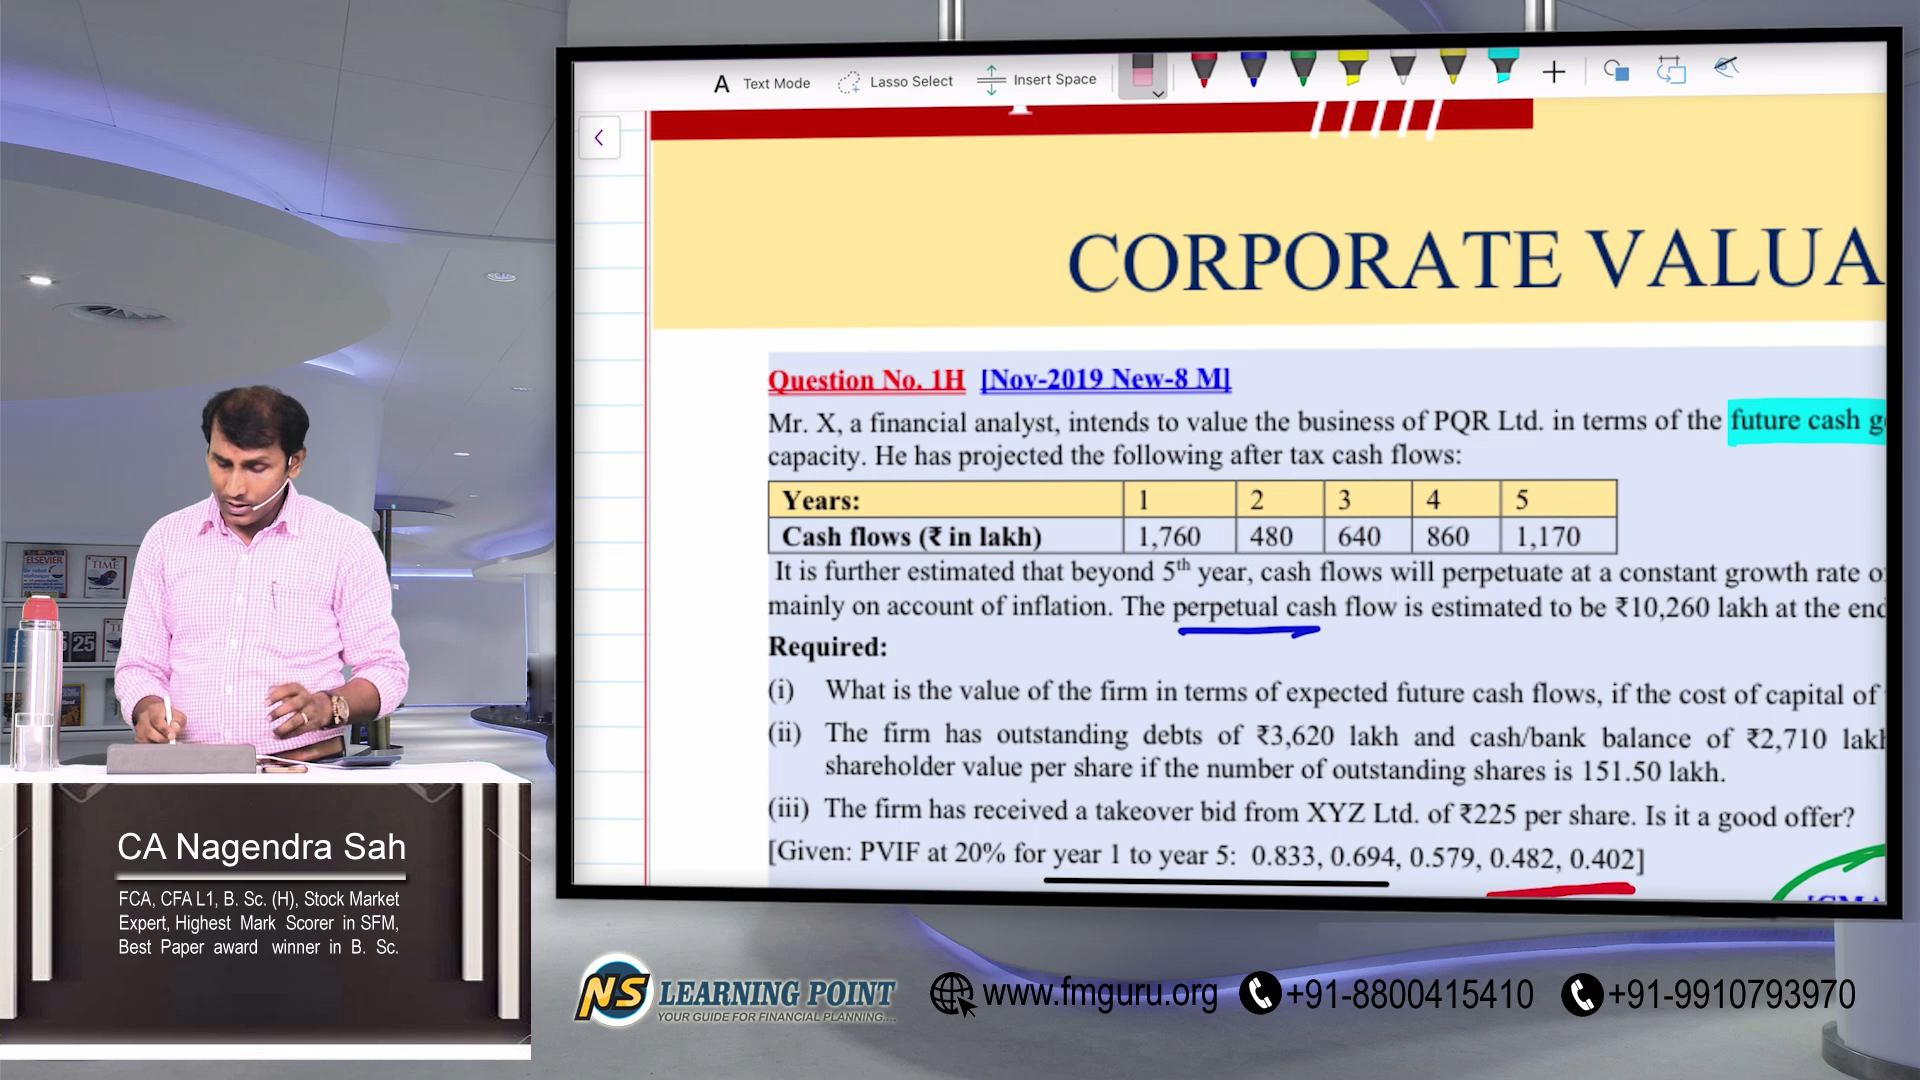 A Text Mode Lasso Select Insert Space
CORPORATE VALUA
Question No. 1H [Nov-2019 New-8 M]
Mr. X, a financial analyst, intends to value the business of PQR Ltd. in terms of the future cash g
capacity. He has projected the following after tax cash flows:
Years: 1 2 3 4 5
Cash flows (₹ in lakh) 1,760 480 640 860 1,170
It is further estimated that beyond 5th year, cash flows will perpetuate at a constant growth rate o
mainly on account of inflation. The perpetual cash flow is estimated to be ₹10,260 lakh at the end
Required:
(i) What is the value of the firm in terms of expected future cash flows, if the cost of capital of
(ii) The firm has outstanding debts of ₹3,620 lakh and cash/bank balance of ₹2,710 lakh
shareholder value per share if the number of outstanding shares is 151.50 lakh.
(iii) The firm has received a takeover bid from XYZ Ltd. of ₹225 per share. Is it a good offer?
[Given: PVIF at 20% for year 1 to year 5: 0.833, 0.694, 0.579, 0.482, 0.402]
ELSEVIER
TIME
25
CA Nagendra Sah
FCA, CFA L1, B. Sc. (H), Stock Market
Expert, Highest Mark Scorer in SFM,
Best Paper award winner in B. Sc.
NS LEARNING POINT
YOUR GUIDE FOR FINANCIAL PLANNING....
www.fmguru.org +91-8800415410 +91-9910793970